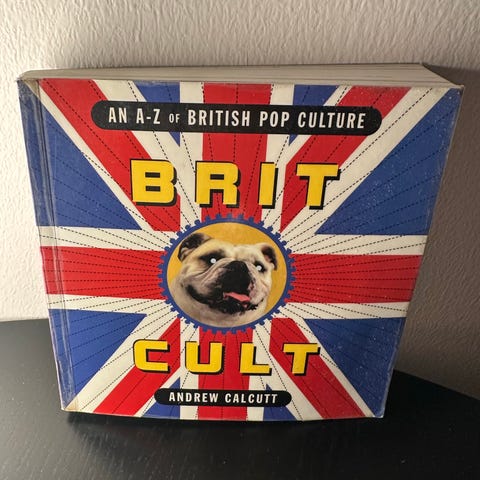 AN A-Z OF BRITISH POP CULTURE
BRIT
CULT
ANDREW CALCUTT